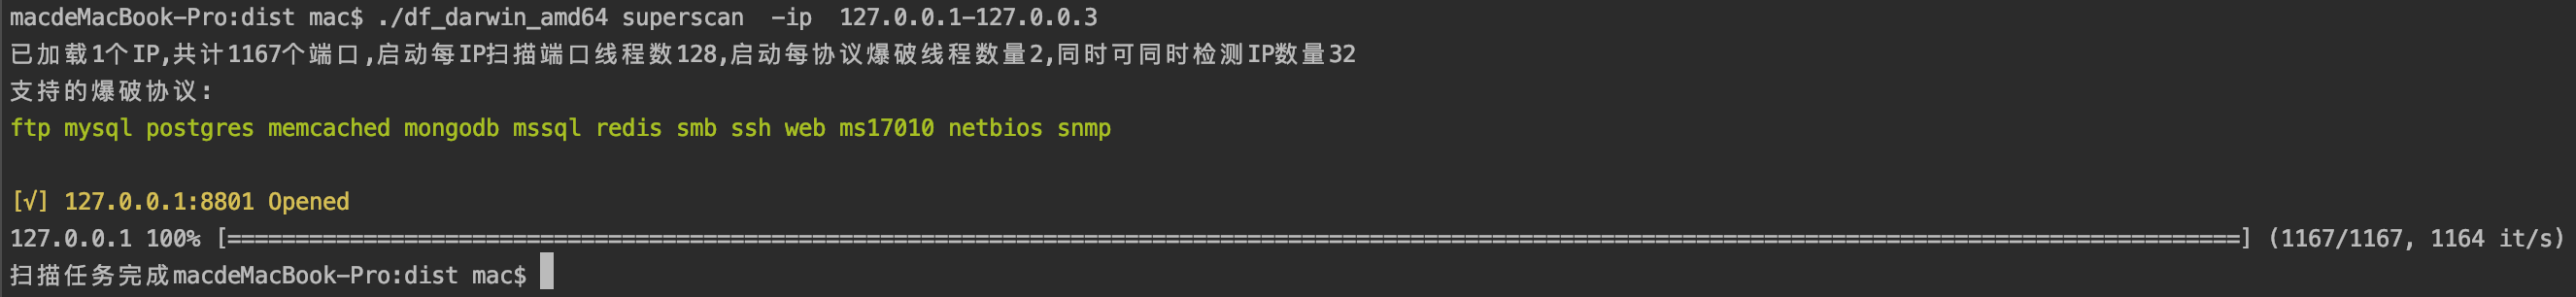 macdeMacBook-Pro:dist mac$ ./df_darwin_amd64 superscan  -ip  127.0.0.1-127.0.0.3
已加载1个IP,共计1167个端口,启动每IP扫描端口线程数128,启动每协议爆破线程数量2,同时可同时检测IP数量32
支持的爆破协议:
ftp mysql postgres memcached mongodb mssql redis smb ssh web ms17010 netbios snmp
[√] 127.0.0.1:8801 Opened
127.0.0.1 100% [====================================================================================================================================================] (1167/1167, 1164 it/s)
扫描任务完成macdeMacBook-Pro:dist mac$